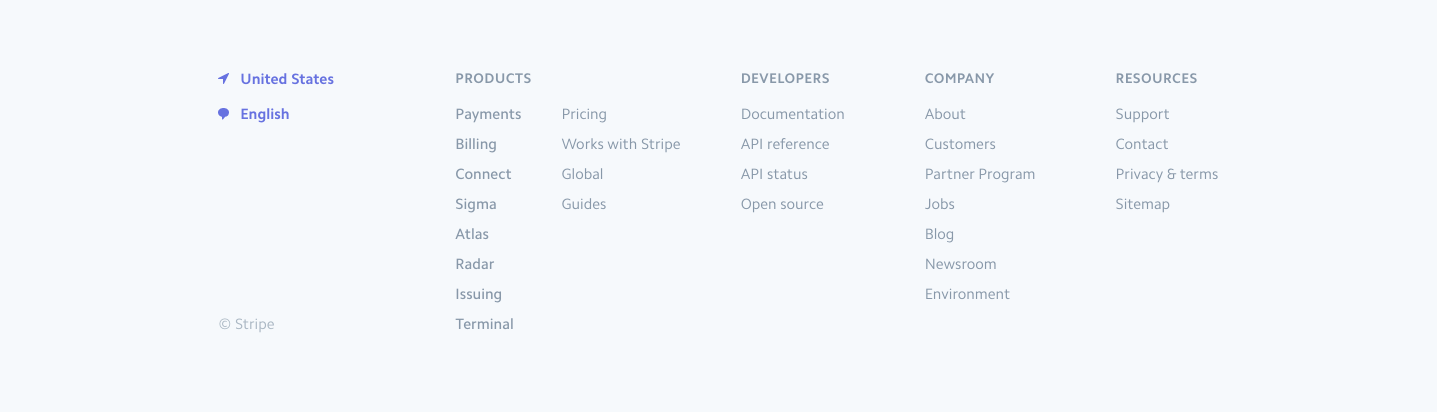 United States
English
© Stripe
PRODUCTS
Payments
Billing
Connect
Sigma
Atlas
Radar
Issuing
Terminal
Pricing
Works with Stripe
Global
Guides
DEVELOPERS
Documentation
API reference
API status
Open source
COMPANY
About
Customers
Partner Program
Jobs
Blog
Newsroom
Environment
RESOURCES
Support
Contact
Privacy & terms
Sitemap